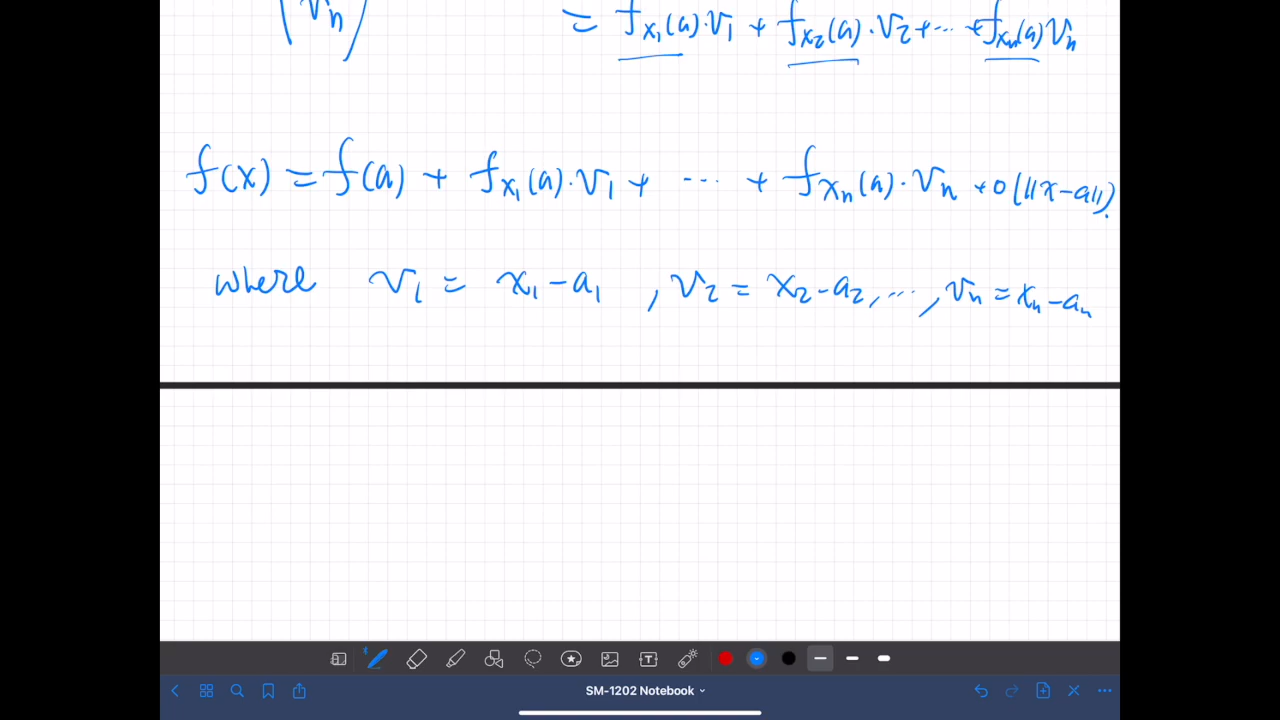 (v_n) = f_{x_1}(a)·v_1 + f_{x_2}(a)·v_2 + ··· + f_{x_n}(a)v_n
f(x) = f(a) + f_{x_1}(a)·v_1 + ··· + f_{x_n}(a)·v_n + o(||x-a||).
where v_1 = x_1 - a_1, v_2 = x_2 - a_2, ..., v_n = x_n - a_n
SM-1202 Notebook